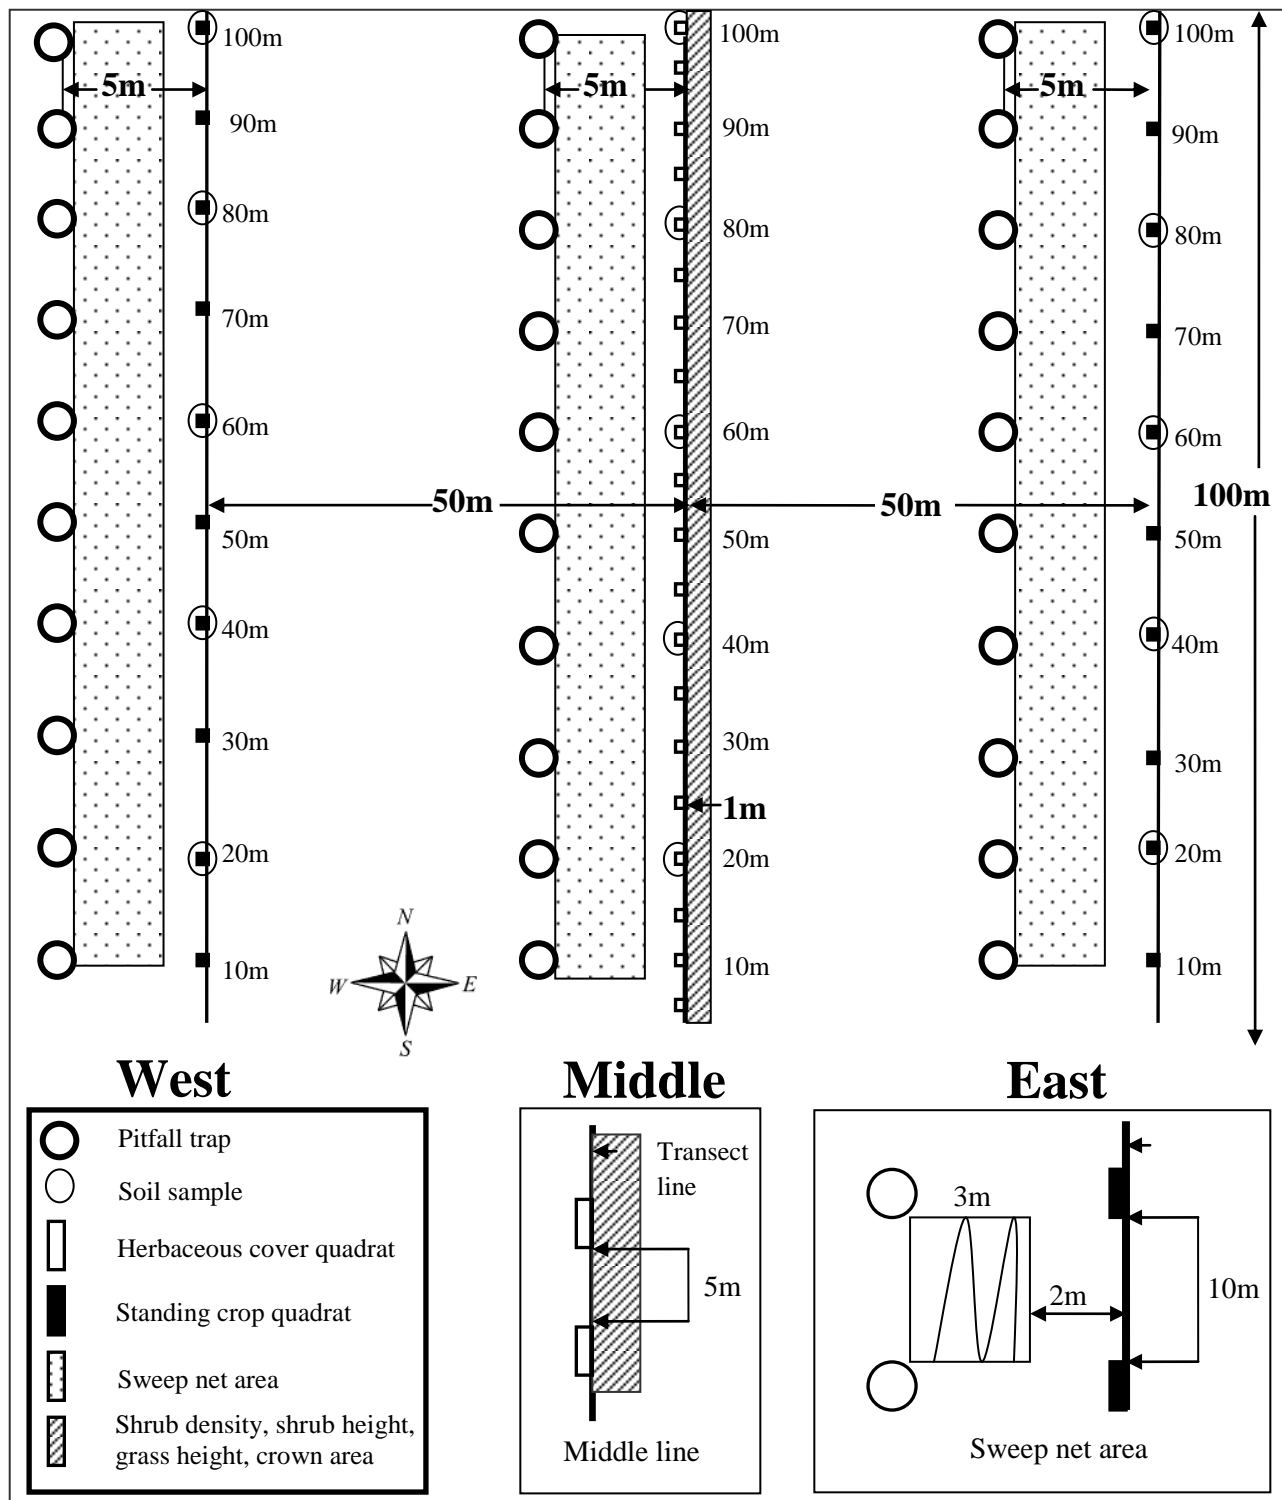 100m 100m 100m
5m 5m 5m
90m 90m 90m
80m 80m 80m
70m 70m 70m
60m 60m 60m
50m 50m 100m
50m 50m 50m
40m 40m 40m
30m 30m 30m
1m
20m 20m 20m
10m 10m 10m
N
W E
S
West Middle East
Pitfall trap
Soil sample
Herbaceous cover quadrat
Standing crop quadrat
Sweep net area
Shrub density, shrub height,
grass height, crown area
Transect
line
5m
Middle line
3m
2m
10m
Sweep net area